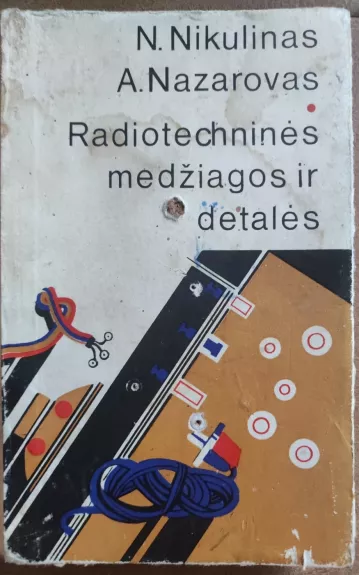 N. Nikulinas
A. Nazarovas
Radiotechninės
medžiagos ir
detalės